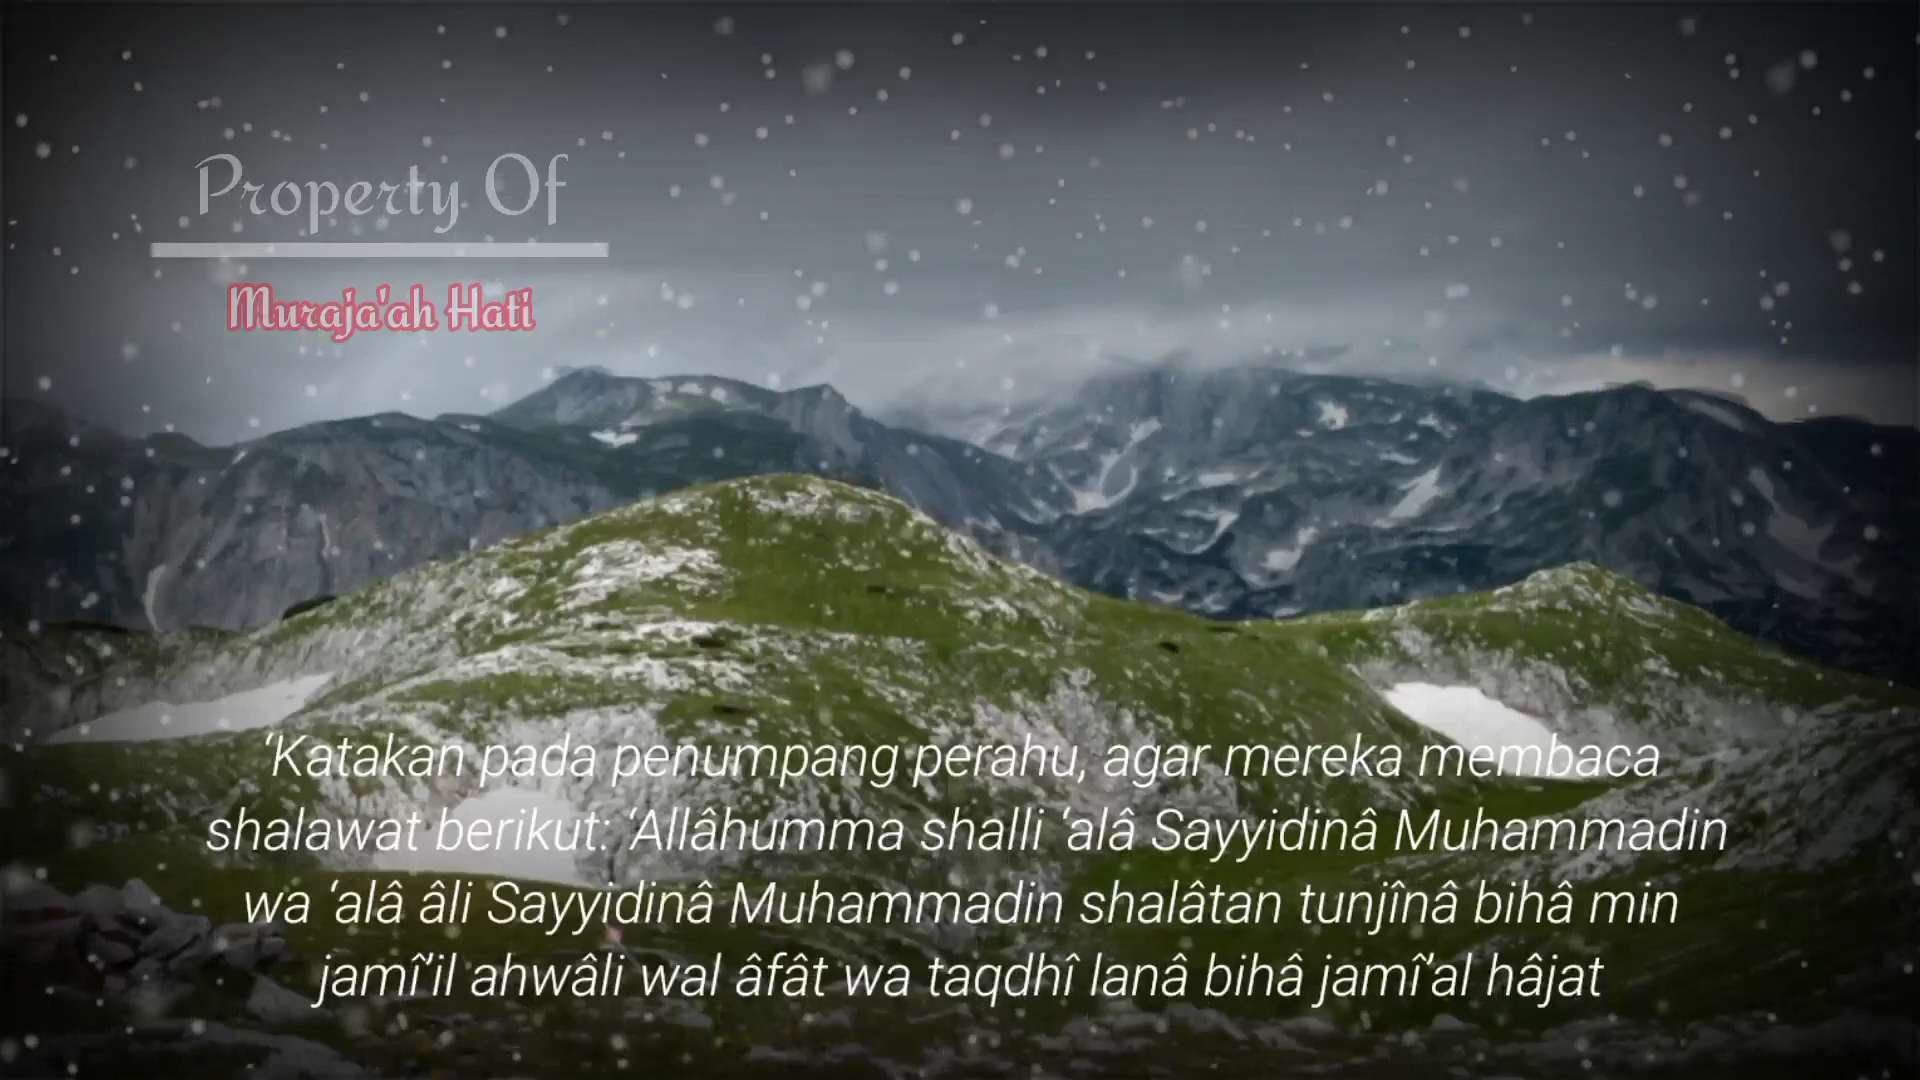 Property Of
Muraja'ah Hati
‘Katakan pada penumpang perahu, agar mereka membaca
shalawat berikut: ‘Allâhumma shalli ‘alâ Sayyidinâ Muhammadin
wa ‘alâ âli Sayyidinâ Muhammadin shalâtan tunjînâ bihâ min
jamî’il ahwâli wal âfât wa taqdhî lanâ bihâ jamî’al hâjat